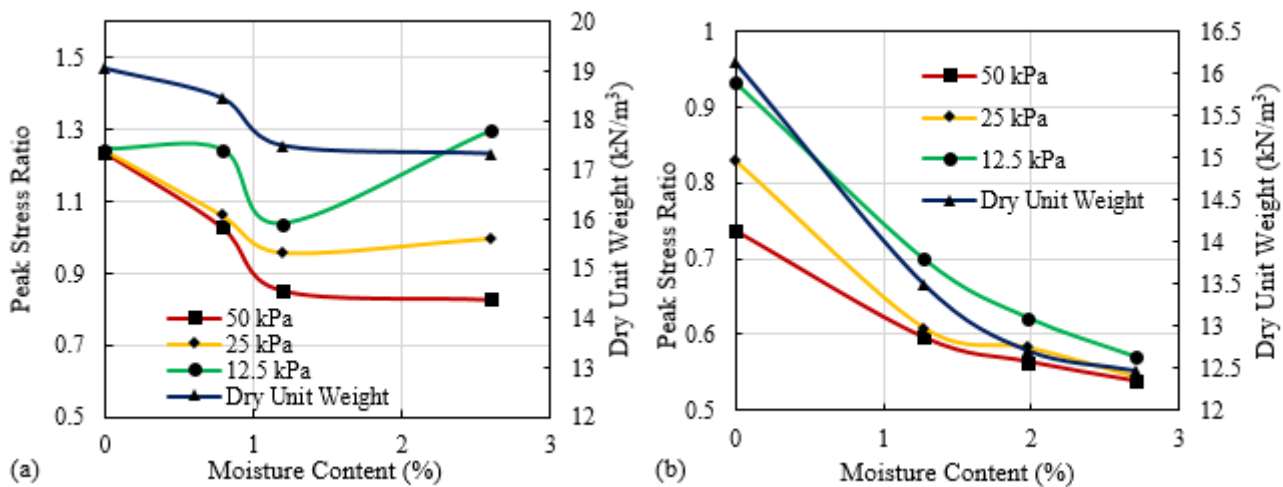 Peak Stress Ratio
1.5
1.3
1.1
0.9
0.7
0.5
20
19
18
17
16
15
14
13
12
Dry Unit Weight (kN/m³)
50 kPa
25 kPa
12.5 kPa
Dry Unit Weight
0 1 2 3
(a) Moisture Content (%)
Peak Stress Ratio
1
0.9
0.8
0.7
0.6
0.5
16.5
16
15.5
15
14.5
14
13.5
13
12.5
12
Dry Unit Weight (kN/m³)
50 kPa
25 kPa
12.5 kPa
Dry Unit Weight
0 1 2 3
(b) Moisture Content (%)